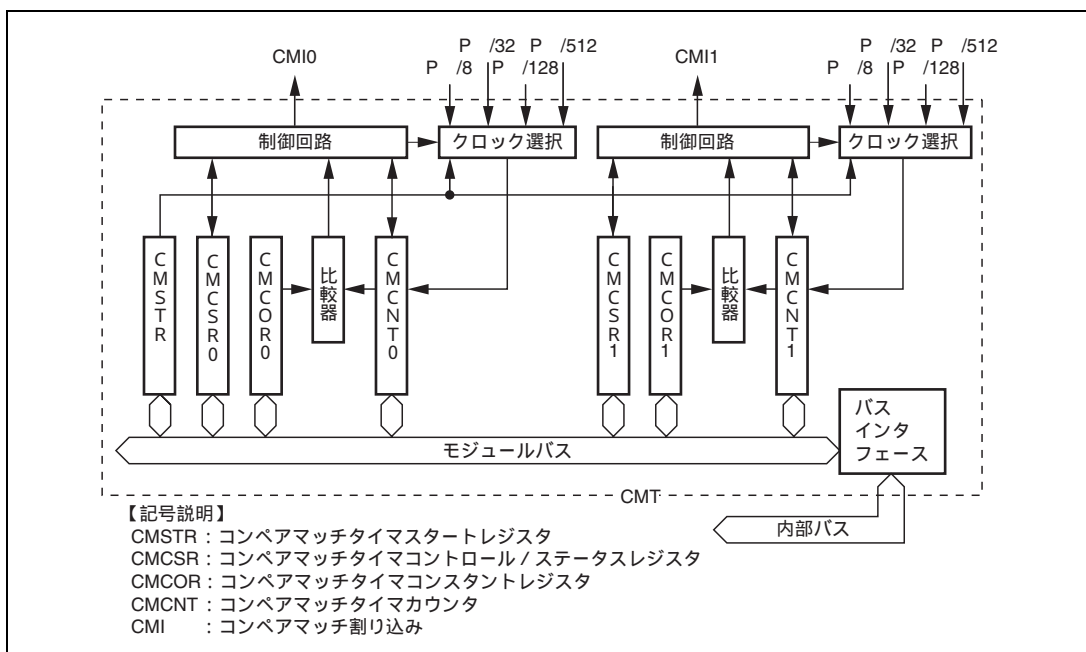 P /32 P /512
CMI0
P /8 P /128
P /32 P /512
CMI1
P /8 P /128
制御回路
クロック選択
制御回路
クロック選択
CMSTR
CMCSR0
CMCOR0
比較器
CMCNT0
CMCSR1
CMCOR1
比較器
CMCNT1
バス
インタ
フェース
モジュールバス
CMT
内部バス
【記号説明】
CMSTR : コンペアマッチタイマスタートレジスタ
CMCSR : コンペアマッチタイマコントロール / ステータスレジスタ
CMCOR : コンペアマッチタイマコンスタントレジスタ
CMCNT : コンペアマッチタイマカウンタ
CMI : コンペアマッチ割り込み